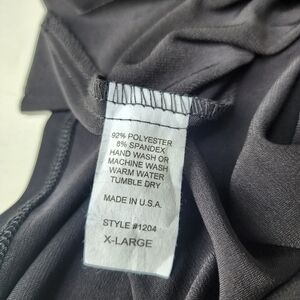 92% POLYESTER
8% SPANDEX
HAND WASH OR
MACHINE WASH
WARM WATER
TUMBLE DRY
MADE IN U.S.A.
STYLE #1204
X-LARGE